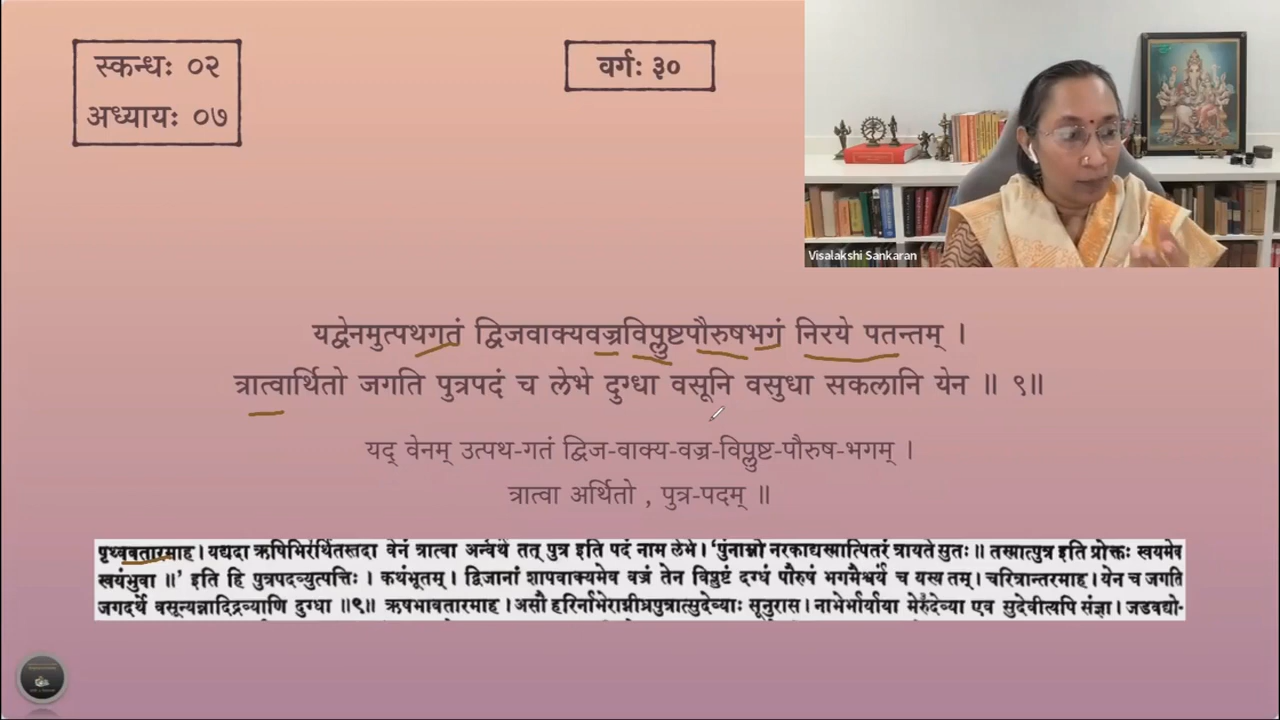 स्कन्धः ०२
अध्यायः ०७
वर्गः ३०
Visalakshi Sankaran
यद्वेनमुत्पथगतं द्विजवाक्यवज्रविप्लुष्टपौरुषभगं निरये पतन्तम् ।
त्रात्वार्थितो जगति पुत्रपदं च लेभे दुग्धा वसूनि वसुधा सकलानि येन ॥ ९॥
यद् वेनम् उत्पथ-गतं द्विज-वाक्य-वज्र-विप्लुष्ट-पौरुष-भगम् ।
त्रात्वा अर्थितो , पुत्र-पदम् ॥
पृथ्ववतारमाह । यद्यदा ऋषिभिरर्थितस्तदा वेनं त्रात्वा अन्वर्थं तत् पुत्र इति पदं नाम लेभे । 'पुंनाम्नो नरकाद्यस्मात्पितरं त्रायते सुतः ॥ तस्मात्पुत्र इति प्रोक्तः स्वयमेव
स्वयंभुवा ॥' इति हि पुत्रपदव्युत्पत्तिः । कथंभूतम् । द्विजानां शापवाक्यमेव वज्रं तेन विप्लुष्टं दग्धं पौरुषं भगमैश्वर्यं च यस्य तम् । चरित्रान्तरमाह । येन च जगति
जगदर्थे वसून्यन्नादिद्रव्याणि दुग्धा ॥९॥ ऋषभावतारमाह । असौ हरिर्नाभेराग्नीध्रपुत्रात्सुदेव्याः सूनुरास । नाभेर्भार्याया मेरुदेव्या एव सुदेवीत्यपि संज्ञा । जडवद्यो-